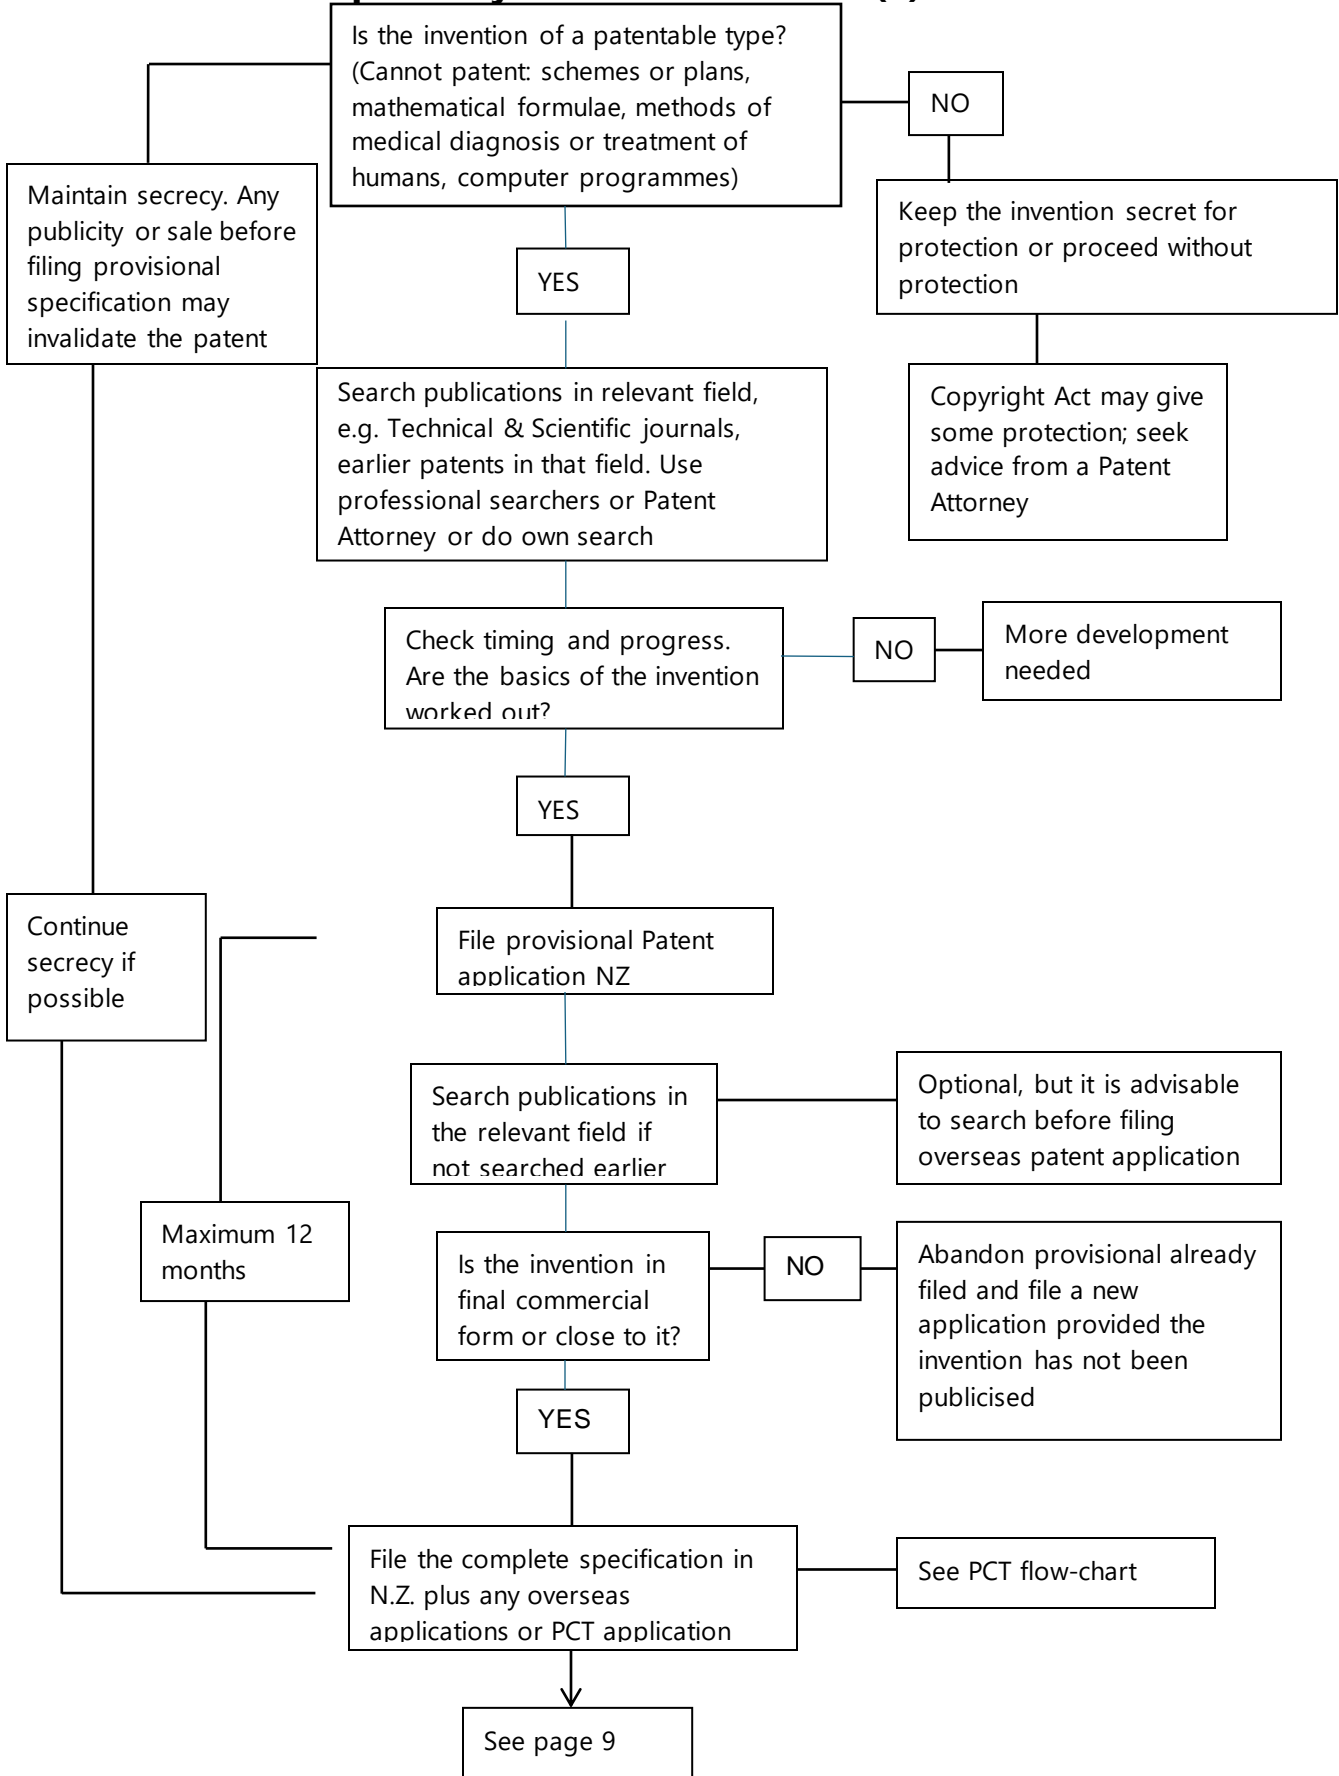 Is the invention of a patentable type?
(Cannot patent: schemes or plans,
mathematical formulae, methods of
medical diagnosis or treatment of
humans, computer programmes)
NO
Maintain secrecy. Any
publicity or sale before
filing provisional
specification may
invalidate the patent
Keep the invention secret for
protection or proceed without
protection
YES
Search publications in relevant field,
e.g. Technical & Scientific journals,
earlier patents in that field. Use
professional searchers or Patent
Attorney or do own search
Copyright Act may give
some protection; seek
advice from a Patent
Attorney
Check timing and progress.
Are the basics of the invention
worked out?
NO
More development
needed
YES
Continue
secrecy if
possible
File provisional Patent
application NZ
Search publications in
the relevant field if
not searched earlier
Optional, but it is advisable
to search before filing
overseas patent application
Maximum 12
months
Is the invention in
final commercial
form or close to it?
NO
Abandon provisional already
filed and file a new
application provided the
invention has not been
publicised
YES
File the complete specification in
N.Z. plus any overseas
applications or PCT application
See PCT flow-chart
See page 9